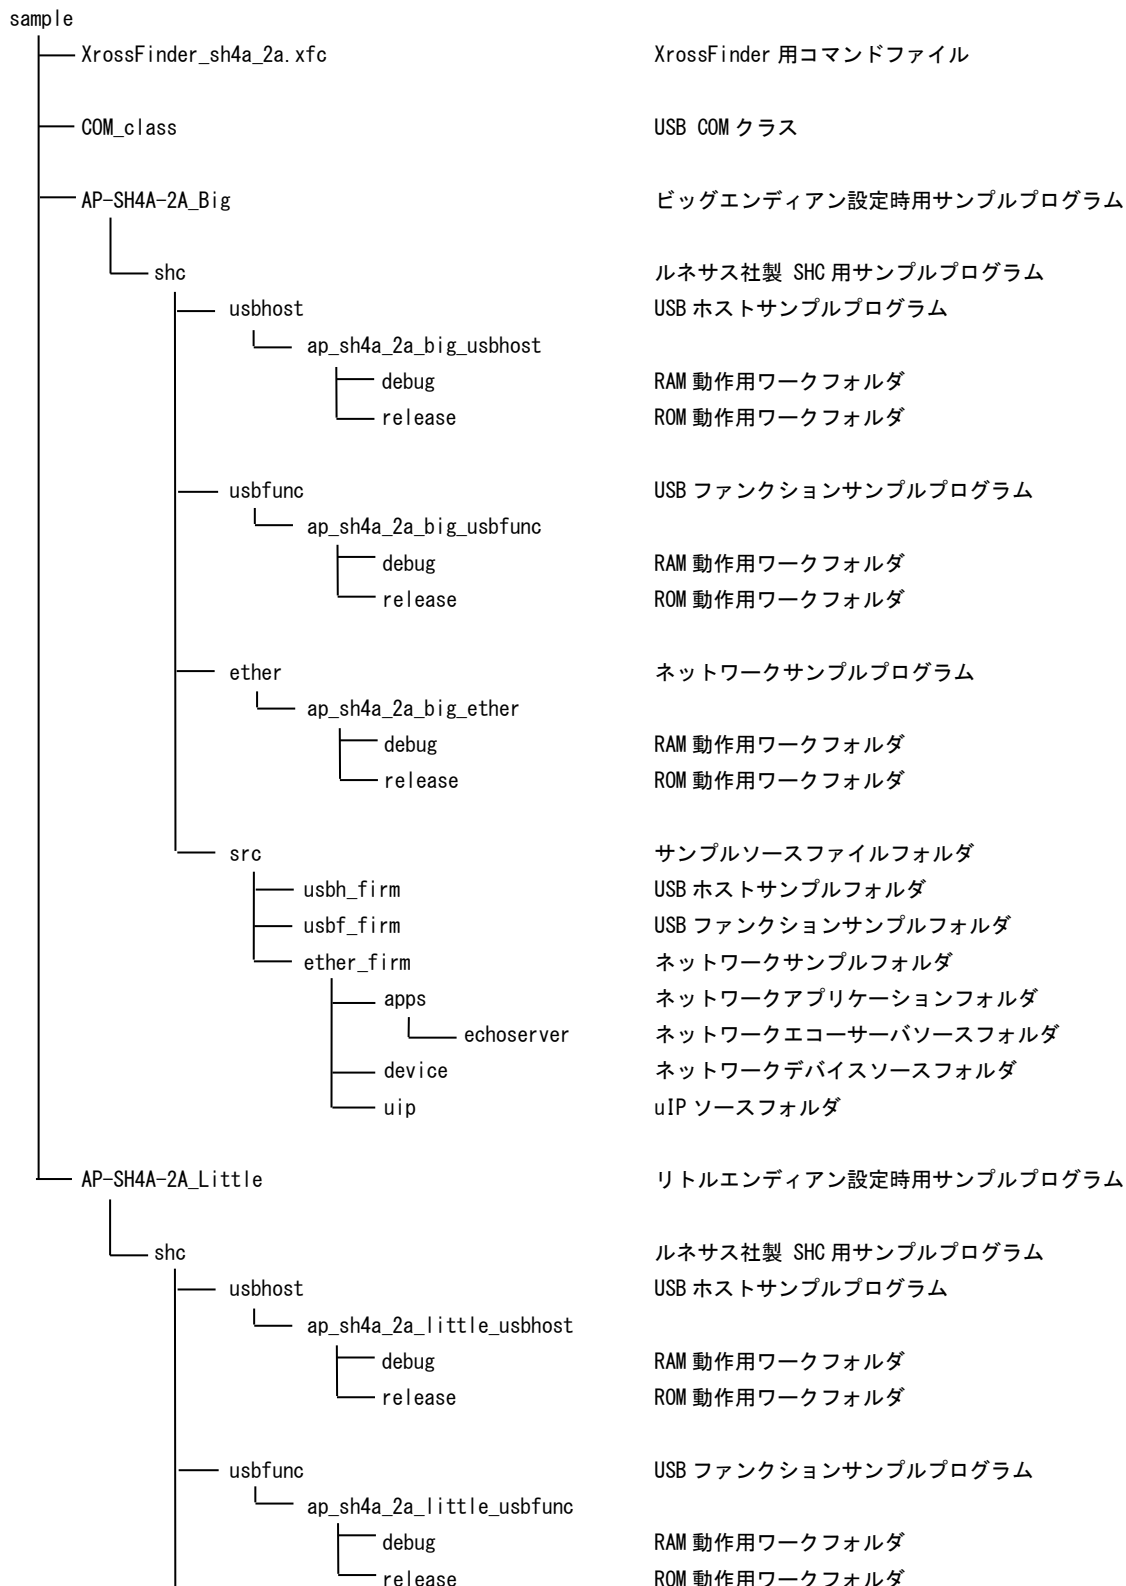 sample
XrossFinder_sh4a_2a.xfc XrossFinder 用コマンドファイル
COM_class USB COM クラス
AP-SH4A-2A_Big ビッグエンディアン設定時用サンプルプログラム
shc ルネサス社製 SHC 用サンプルプログラム
usbhost USB ホストサンプルプログラム
ap_sh4a_2a_big_usbhost
debug RAM 動作用ワークフォルダ
release ROM 動作用ワークフォルダ
usbfunc USB ファンクションサンプルプログラム
ap_sh4a_2a_big_usbfunc
debug RAM 動作用ワークフォルダ
release ROM 動作用ワークフォルダ
ether ネットワークサンプルプログラム
ap_sh4a_2a_big_ether
debug RAM 動作用ワークフォルダ
release ROM 動作用ワークフォルダ
src サンプルソースファイルフォルダ
usbh_firm USB ホストサンプルフォルダ
usbf_firm USB ファンクションサンプルフォルダ
ether_firm ネットワークサンプルフォルダ
apps ネットワークアプリケーションフォルダ
echoserver ネットワークエコーサーバソースフォルダ
device ネットワークデバイスソースフォルダ
uip uIP ソースフォルダ
AP-SH4A-2A_Little リトルエンディアン設定時用サンプルプログラム
shc ルネサス社製 SHC 用サンプルプログラム
usbhost USB ホストサンプルプログラム
ap_sh4a_2a_little_usbhost
debug RAM 動作用ワークフォルダ
release ROM 動作用ワークフォルダ
usbfunc USB ファンクションサンプルプログラム
ap_sh4a_2a_little_usbfunc
debug RAM 動作用ワークフォルダ
release ROM 動作用ワークフォルダ